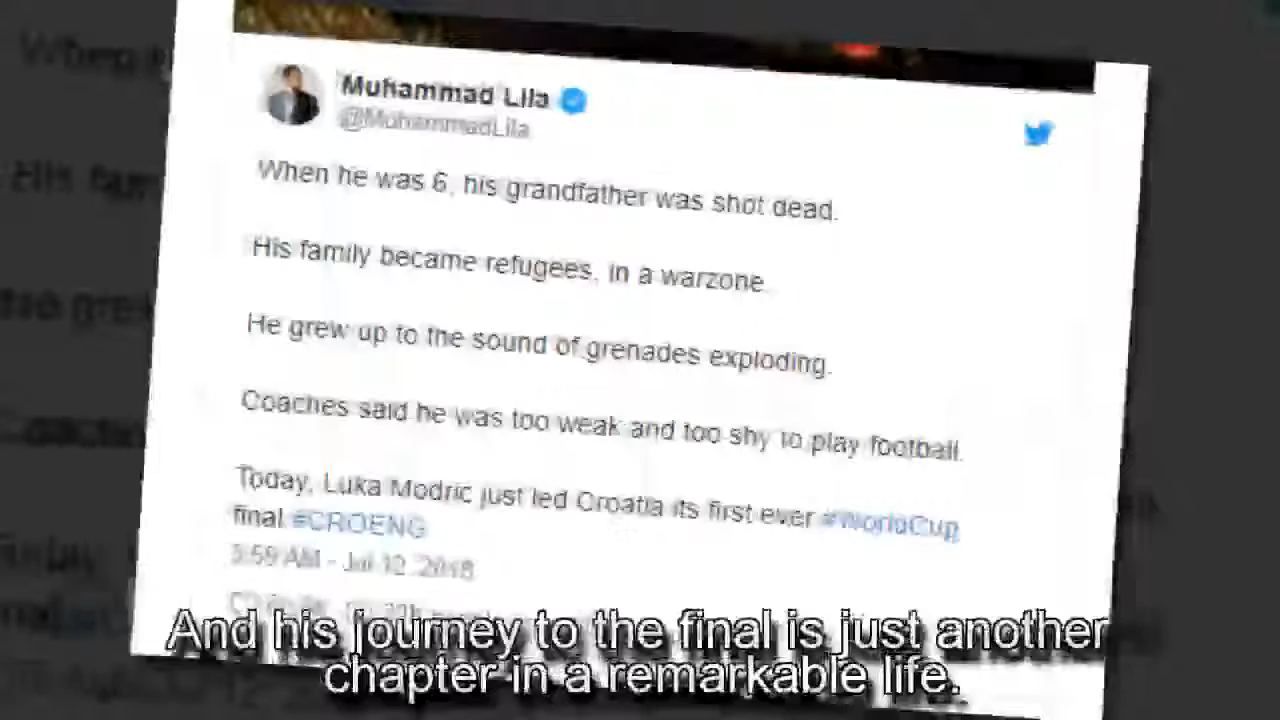 Muhammad Lila
@MuhammadLila
When he was 6, his grandfather was shot dead.
His family became refugees, in a warzone.
He grew up to the sound of grenades exploding.
Coaches said he was too weak and too shy to play football.
Today, Luka Modric just led Croatia its first ever #WorldCup
final #CROENG
3:59 AM - Jul 12, 2018
And his journey to the final is just another
chapter in a remarkable life.